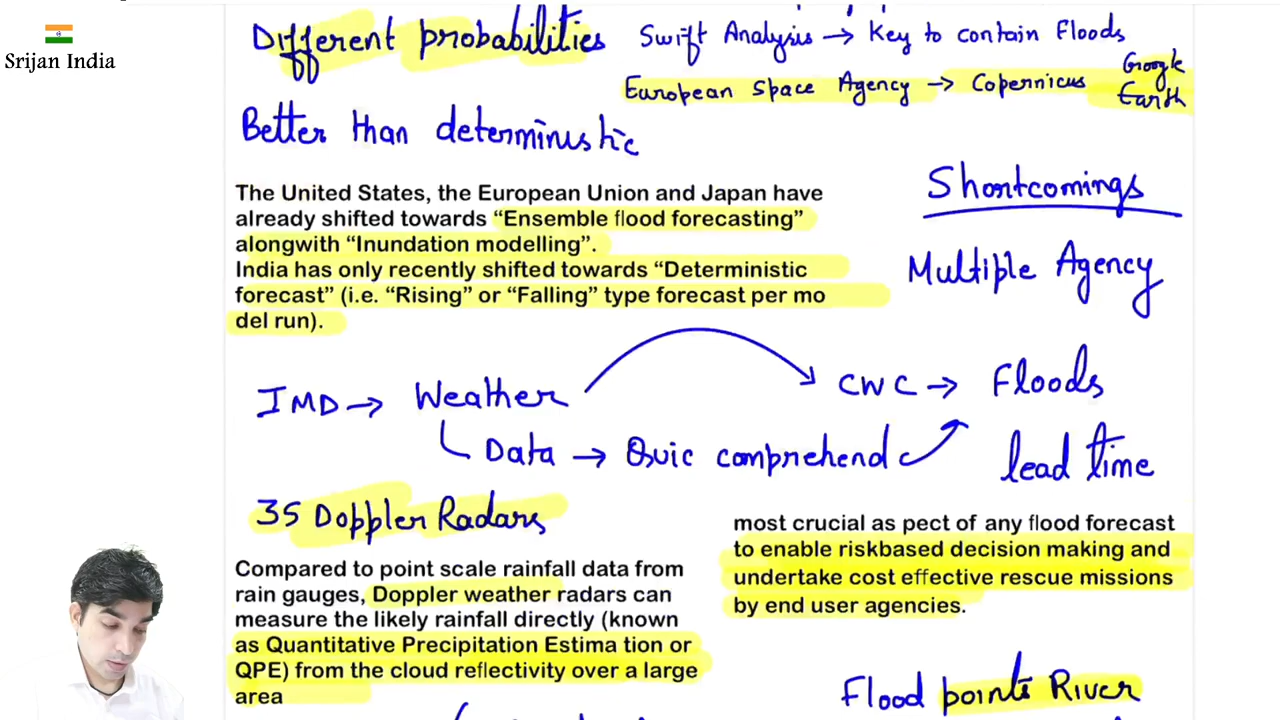 Srijan India
Different probabilities
Swift Analysis → Key to contain Floods
European Space Agency → Copernicus Google Earth
Better than deterministic
The United States, the European Union and Japan have
already shifted towards “Ensemble flood forecasting”
alongwith “Inundation modelling”.
India has only recently shifted towards “Deterministic
forecast” (i.e. “Rising” or “Falling” type forecast per mo
del run).
Shortcomings
Multiple Agency
IMD → Weather
CWC → Floods
Data → Quic comprehend
lead time
35 Doppler Radars
Compared to point scale rainfall data from
rain gauges, Doppler weather radars can
measure the likely rainfall directly (known
as Quantitative Precipitation Estima tion or
QPE) from the cloud reflectivity over a large
area
most crucial as pect of any flood forecast
to enable riskbased decision making and
undertake cost effective rescue missions
by end user agencies.
Flood points River